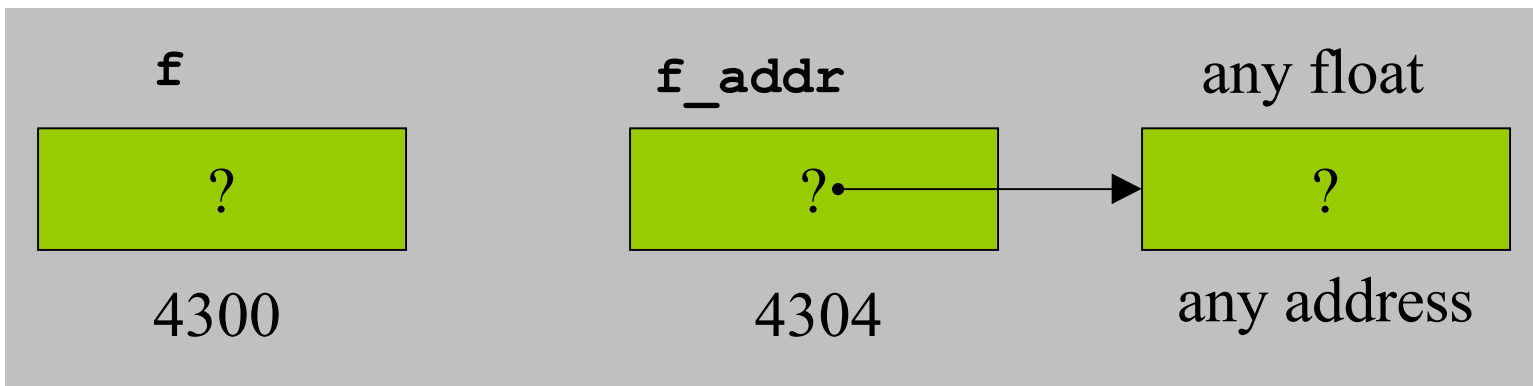 f f_addr any float
? ? ?
4300 4304 any address